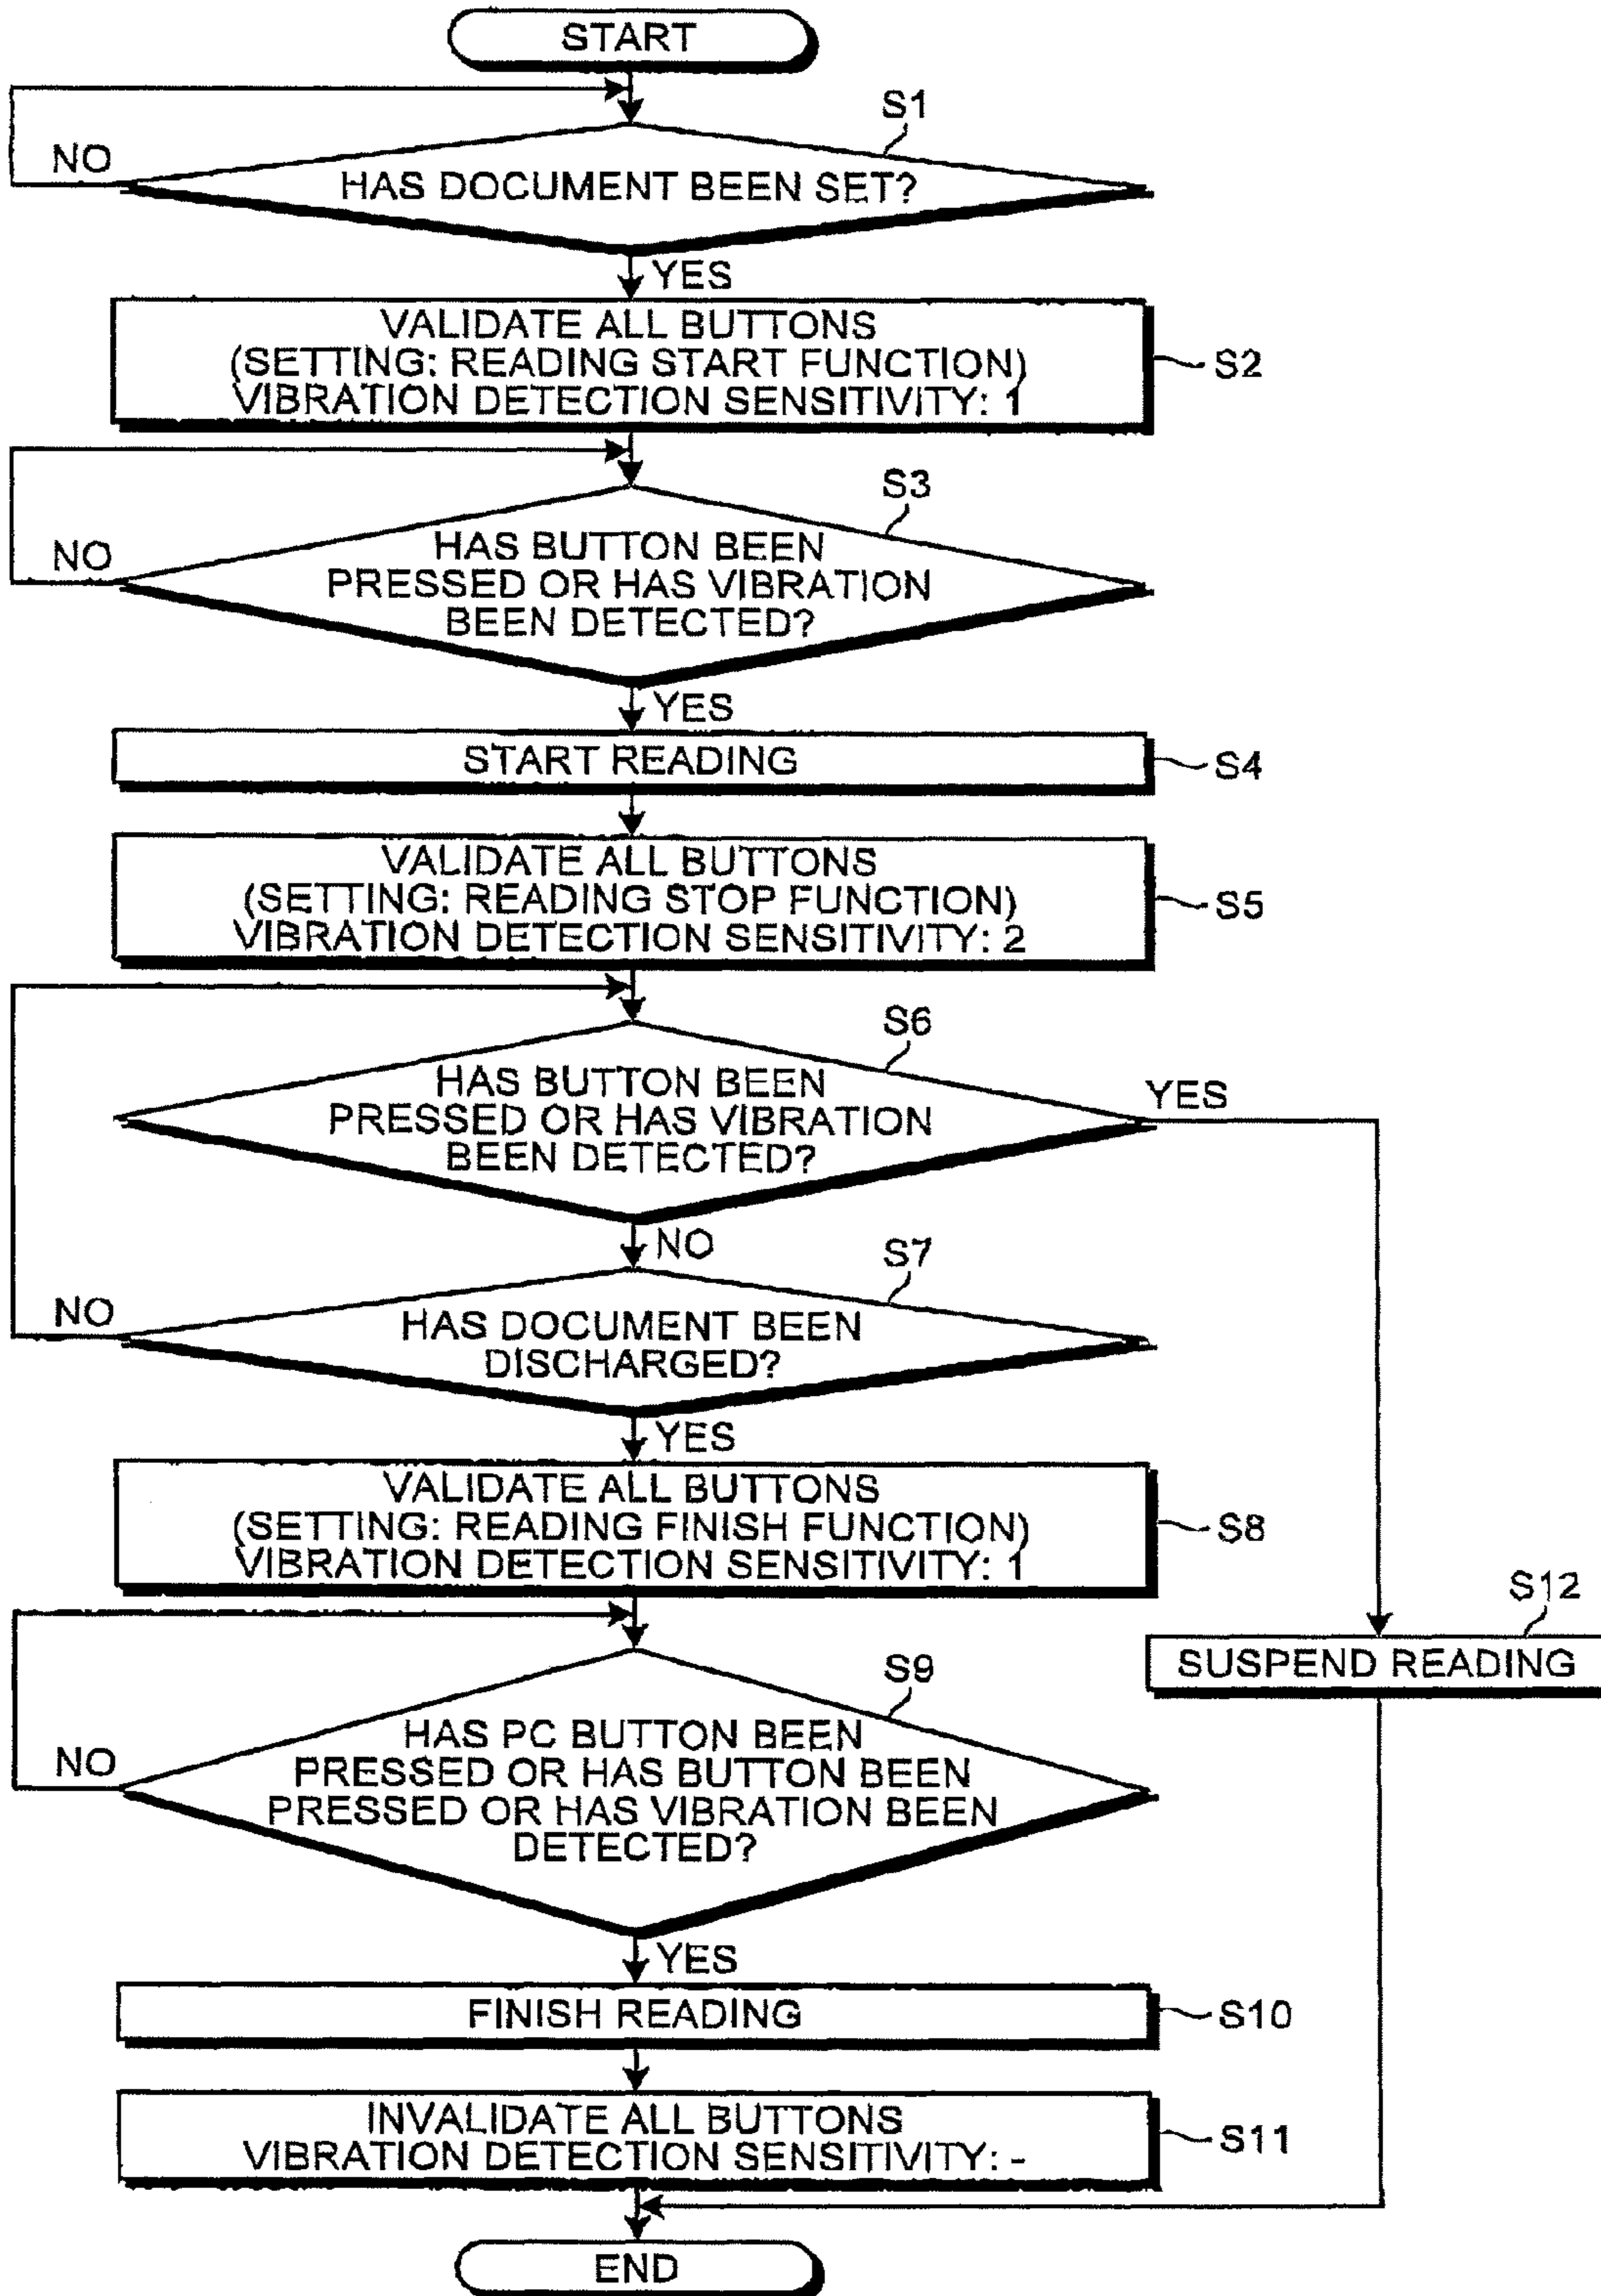 START
S1
NO
HAS DOCUMENT BEEN SET?
YES
VALIDATE ALL BUTTONS
(SETTING: READING START FUNCTION)
VIBRATION DETECTION SENSITIVITY: 1
S2
S3
HAS BUTTON BEEN
NO
PRESSED OR HAS VIBRATION
BEEN DETECTED?
YES
START READING
S4
VALIDATE ALL BUTTONS
(SETTING: READING STOP FUNCTION)
VIBRATION DETECTION SENSITIVITY: 2
S5
S6
HAS BUTTON BEEN
PRESSED OR HAS VIBRATION
BEEN DETECTED?
YES
NO
S7
NO
HAS DOCUMENT BEEN
DISCHARGED?
YES
VALIDATE ALL BUTTONS
(SETTING: READING FINISH FUNCTION)
VIBRATION DETECTION SENSITIVITY: 1
S8
S12
SUSPEND READING
S9
HAS PC BUTTON BEEN
NO
PRESSED OR HAS BUTTON BEEN
PRESSED OR HAS VIBRATION BEEN
DETECTED?
YES
FINISH READING
S10
INVALIDATE ALL BUTTONS
VIBRATION DETECTION SENSITIVITY: -
S11
END